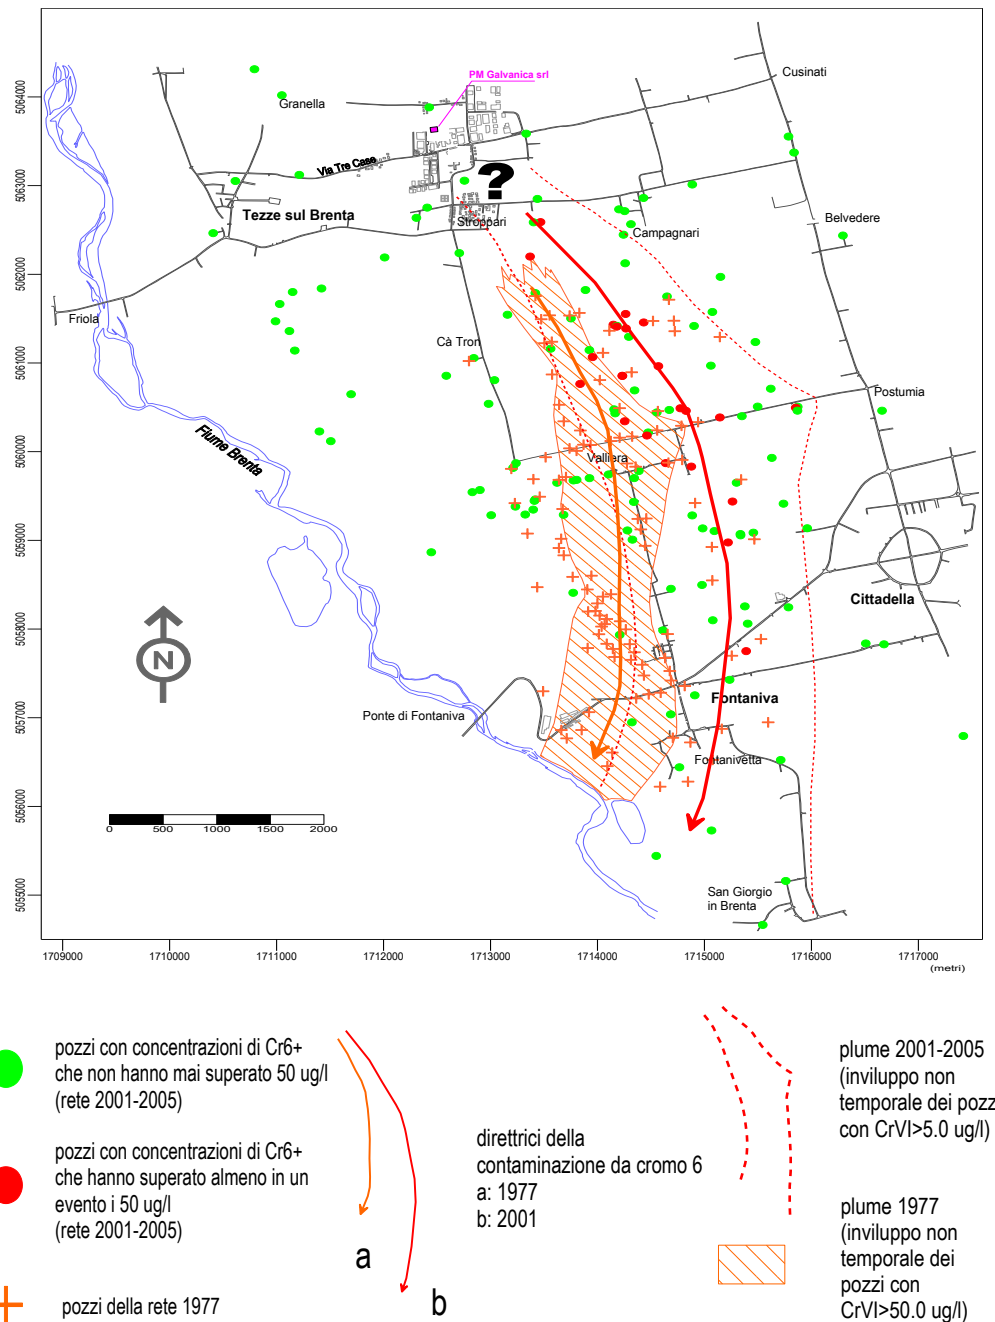 PM Galvanica srl
Cusinati
Granella
Via Tre Case
?
Tezze sul Brenta
Stroppari
Campagnari
Belvedere
Friola
Cà Tron
Postumia
Fiume Brenta
Valliera
Cittadella
N
Fontaniva
Ponte di Fontaniva
Fontanivetta
San Giorgio
in Brenta
0 500 1000 1500 2000
5064000
5063000
5062000
5061000
5060000
5059000
5058000
5057000
5056000
5055000
1709000 1710000 1711000 1712000 1713000 1714000 1715000 1716000 1717000
(metri)
pozzi con concentrazioni di Cr6+
che non hanno mai superato 50 ug/l
(rete 2001-2005)
pozzi con concentrazioni di Cr6+
che hanno superato almeno in un
evento i 50 ug/l
(rete 2001-2005)
pozzi della rete 1977
a
b
direttrici della
contaminazione da cromo 6
a: 1977
b: 2001
plume 2001-2005
(inviluppo non
temporale dei pozz
con CrVI>5.0 ug/l)
plume 1977
(inviluppo non
temporale dei
pozzi con
CrVI>50.0 ug/l)